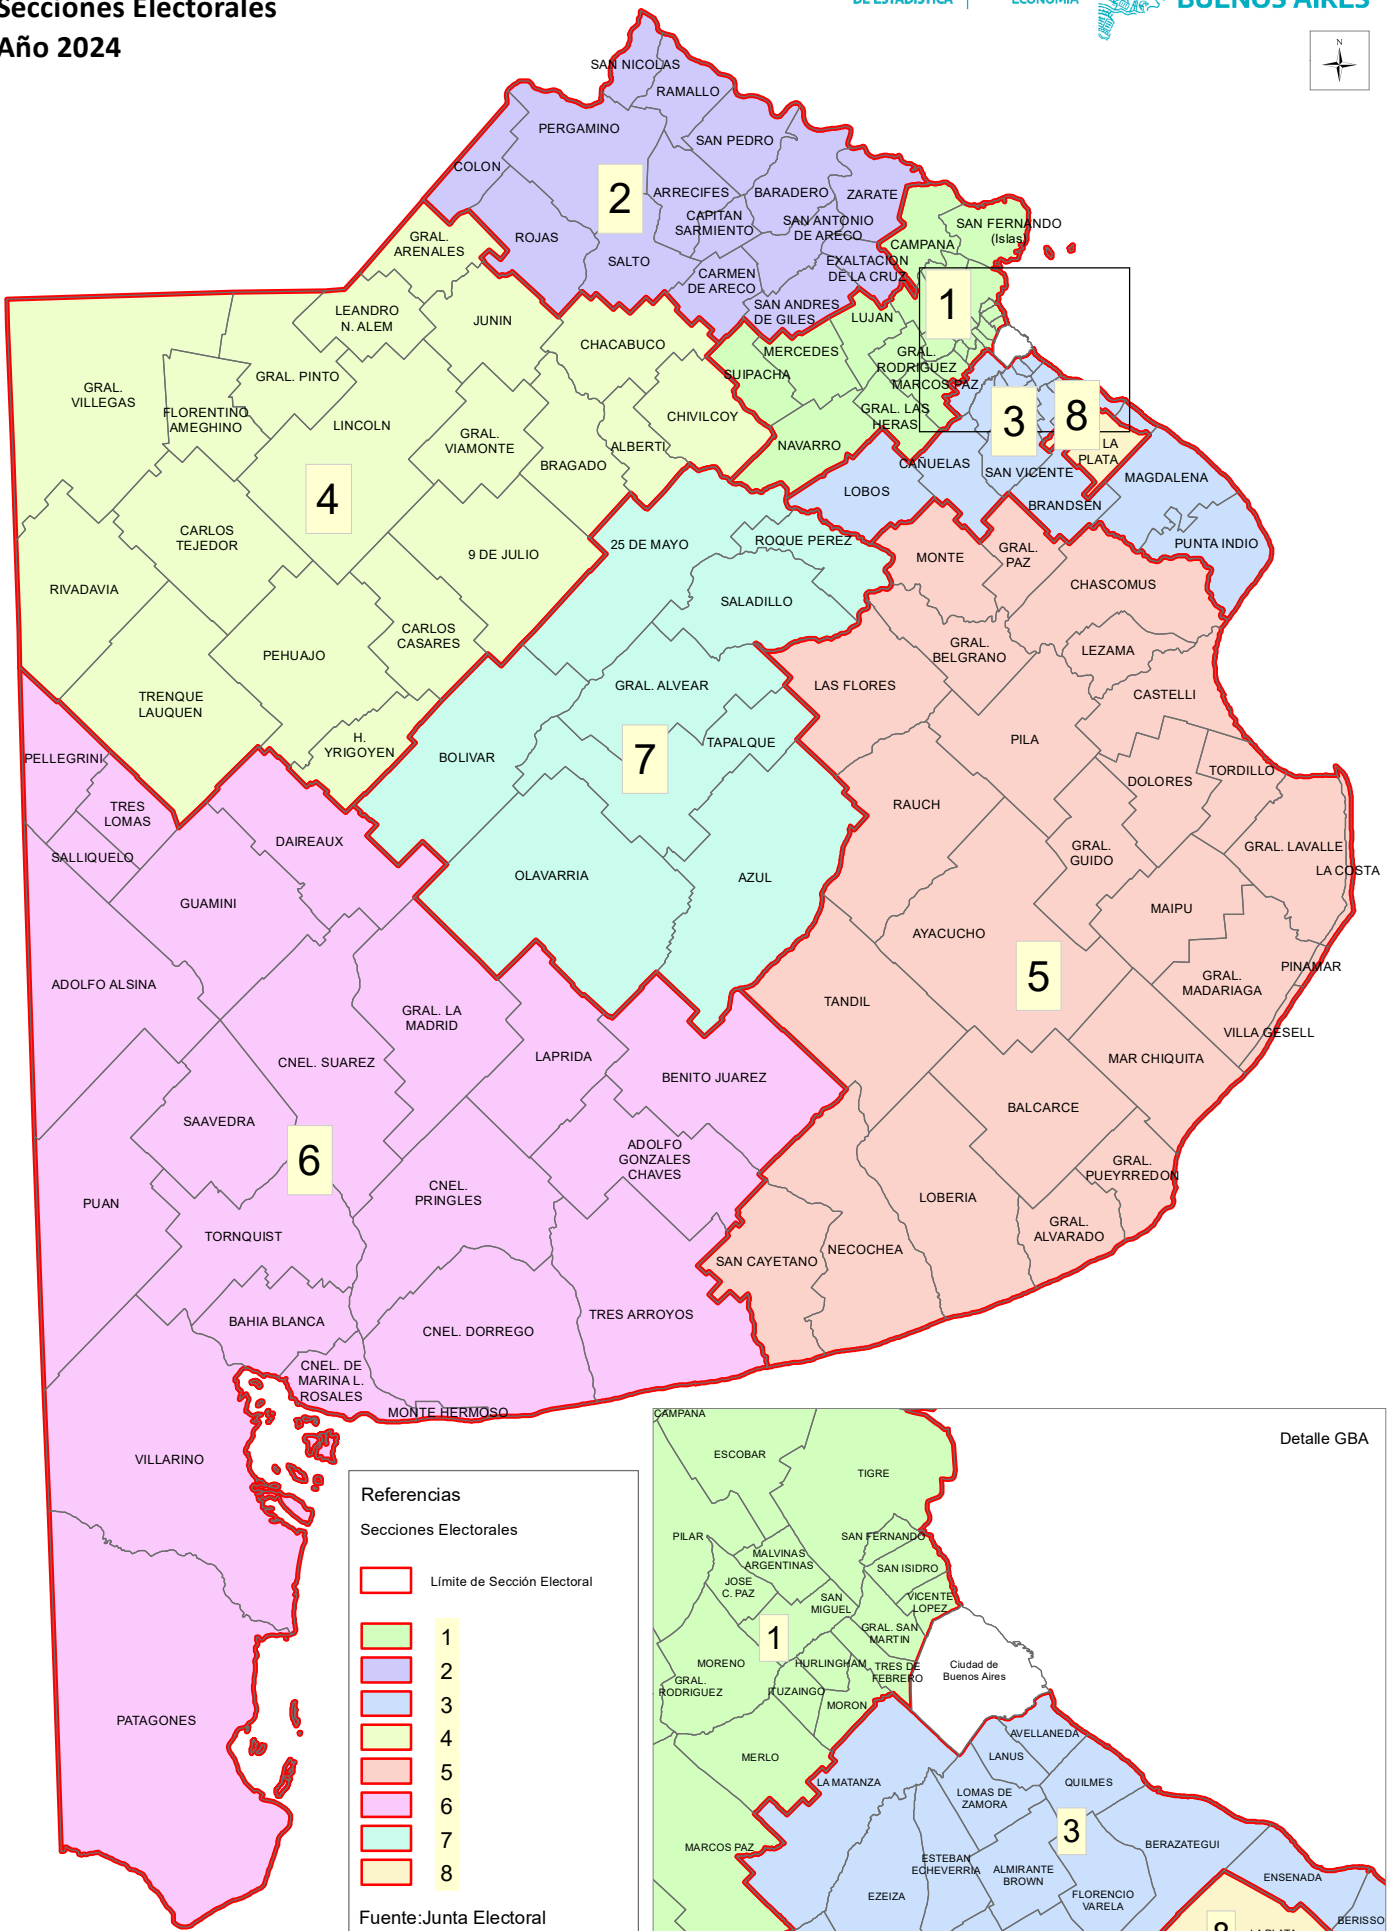 Secciones Electorales
Año 2024
DE ESTADÍSTICA
ECONOMÍA
BUENOS AIRES
N
SAN NICOLAS
RAMALLO
PERGAMINO
SAN PEDRO
COLON
2
ARRECIFES
BARADERO
ZARATE
CAPITAN
SARMIENTO
SAN ANTONIO
DE ARECO
SAN FERNANDO
(Islas)
ROJAS
GRAL.
ARENALES
CAMPANA
SALTO
EXALTACION
DE LA CRUZ
CARMEN
DE ARECO
SAN ANDRES
DE GILES
1
LEANDRO
N. ALEM
JUNIN
LUJAN
CHACABUCO
MERCEDES
GRAL.
RODRIGUEZ
SUIPACHA
MARCOS PAZ
GRAL. PINTO
GRAL.
VILLEGAS
FLORENTINO
AMEGHINO
LINCOLN
CHIVILCOY
GRAL. LAS
HERAS
3
8
GRAL.
VIAMONTE
ALBERTI
NAVARRO
LA
PLATA
BRAGADO
CAÑUELAS
SAN VICENTE
MAGDALENA
4
LOBOS
BRANDSEN
CARLOS
TEJEDOR
9 DE JULIO
25 DE MAYO
ROQUE PEREZ
PUNTA INDIO
MONTE
GRAL.
PAZ
RIVADAVIA
CHASCOMUS
SALADILLO
CARLOS
CASARES
PEHUAJO
GRAL.
BELGRANO
LEZAMA
TRENQUE
LAUQUEN
GRAL. ALVEAR
LAS FLORES
CASTELLI
H.
YRIGOYEN
PELLEGRINI
BOLIVAR
7
TAPALQUE
PILA
DOLORES
TORDILLO
TRES
LOMAS
RAUCH
DAIREAUX
SALLIQUELO
GRAL.
GUIDO
GRAL. LAVALLE
LA COSTA
OLAVARRIA
AZUL
GUAMINI
MAIPU
AYACUCHO
5
PINAMAR
ADOLFO ALSINA
GRAL.
MADARIAGA
TANDIL
GRAL. LA
MADRID
VILLA GESELL
CNEL. SUAREZ
LAPRIDA
BENITO JUAREZ
MAR CHIQUITA
BALCARCE
SAAVEDRA
6
ADOLFO
GONZALES
CHAVES
GRAL.
PUEYRREDON
PUAN
CNEL.
PRINGLES
LOBERIA
GRAL.
ALVARADO
TORNQUIST
NECOCHEA
SAN CAYETANO
BAHIA BLANCA
TRES ARROYOS
CNEL. DORREGO
CNEL. DE
MARINA L.
ROSALES
MONTE HERMOSO
VILLARINO
PATAGONES
Referencias
Secciones Electorales
Límite de Sección Electoral
1
2
3
4
5
6
7
8
Fuente:Junta Electoral
Detalle GBA
CAMPANA
ESCOBAR
TIGRE
PILAR
SAN FERNANDO
MALVINAS
ARGENTINAS
SAN ISIDRO
JOSE
C. PAZ
SAN
MIGUEL
VICENTE
LOPEZ
1
GRAL. SAN
MARTIN
MORENO
HURLINGHAM
TRES DE
FEBRERO
Ciudad de
Buenos Aires
GRAL.
RODRIGUEZ
ITUZAINGO
MORON
AVELLANEDA
MERLO
LANUS
LA MATANZA
QUILMES
LOMAS DE
ZAMORA
3
MARCOS PAZ
BERAZATEGUI
ESTEBAN
ECHEVERRIA
ALMIRANTE
BROWN
ENSENADA
EZEIZA
FLORENCIO
VARELA
BERISSO
8
LA PLATA